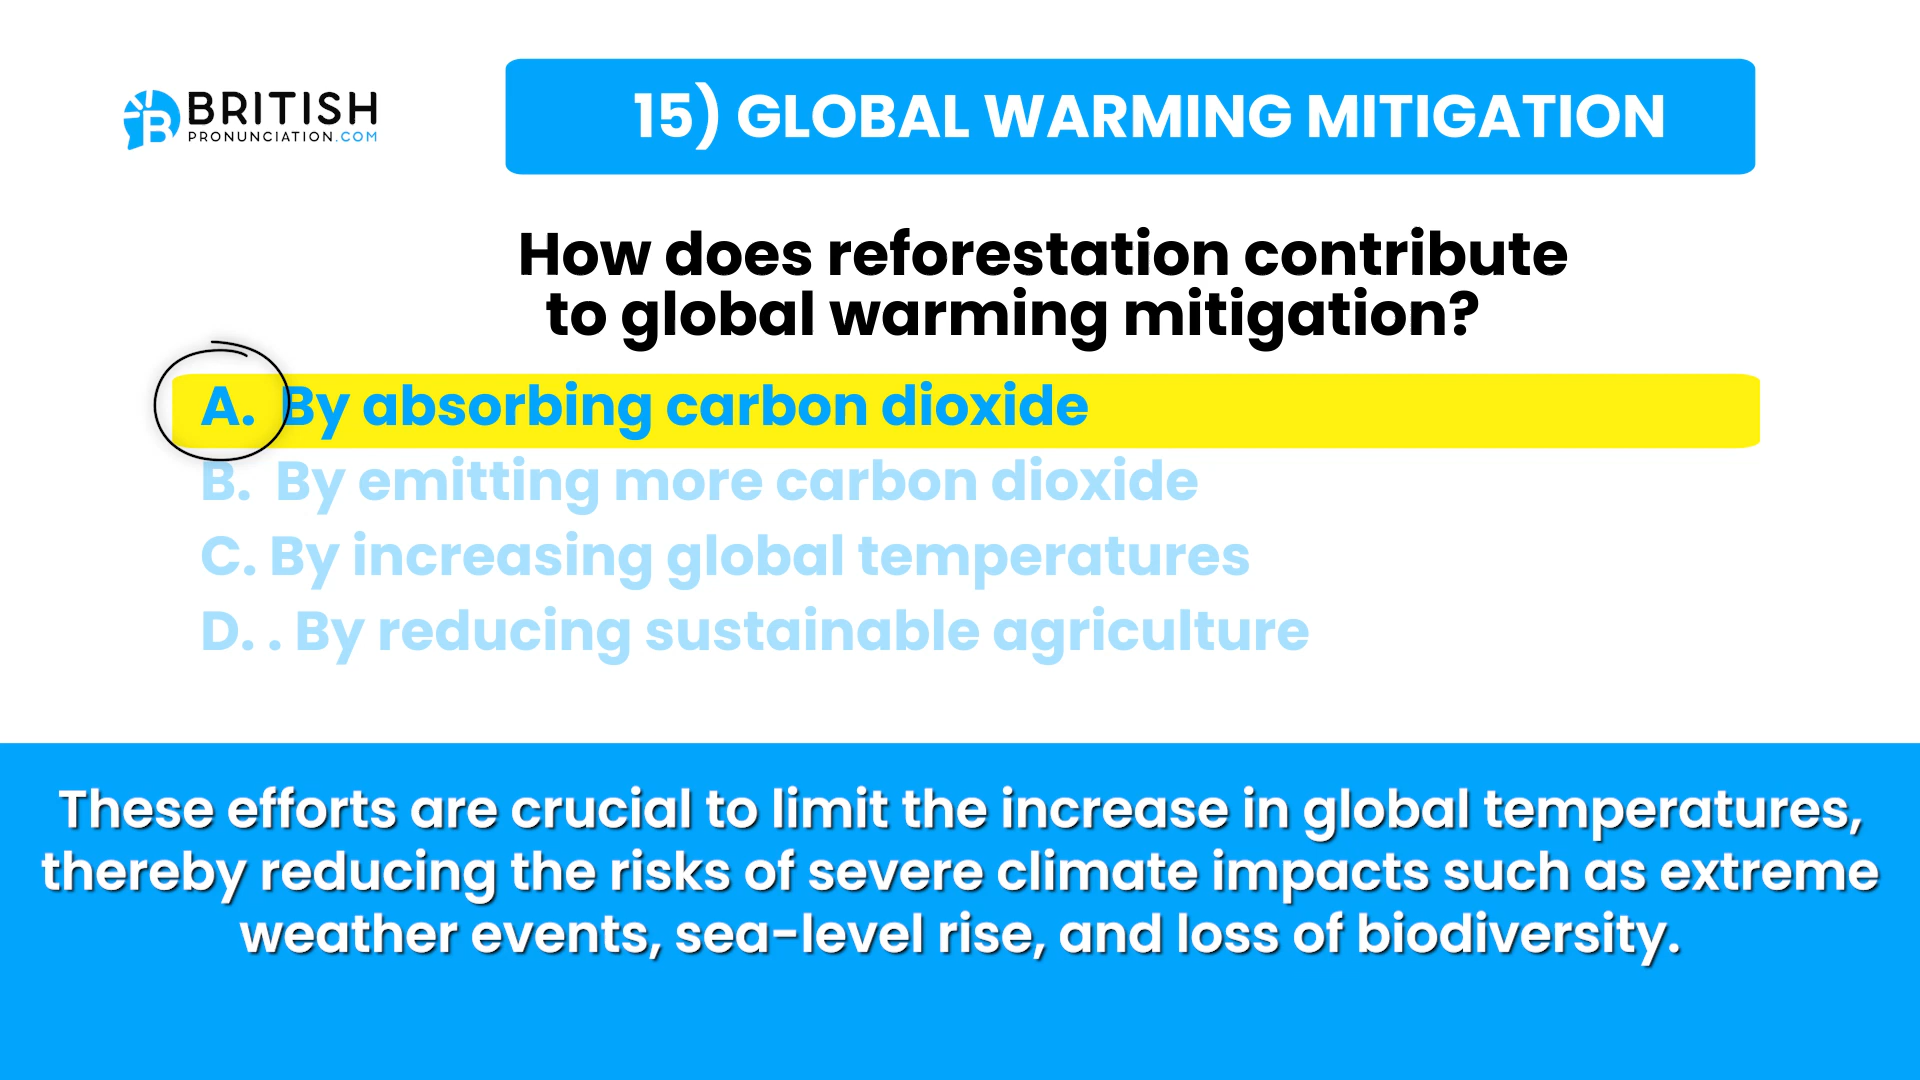 BRITISH
PRONUNCIATION.COM
15) GLOBAL WARMING MITIGATION
How does reforestation contribute
to global warming mitigation?
A. By absorbing carbon dioxide
B. By emitting more carbon dioxide
C. By increasing global temperatures
D. . By reducing sustainable agriculture
These efforts are crucial to limit the increase in global temperatures,
thereby reducing the risks of severe climate impacts such as extreme
weather events, sea-level rise, and loss of biodiversity.